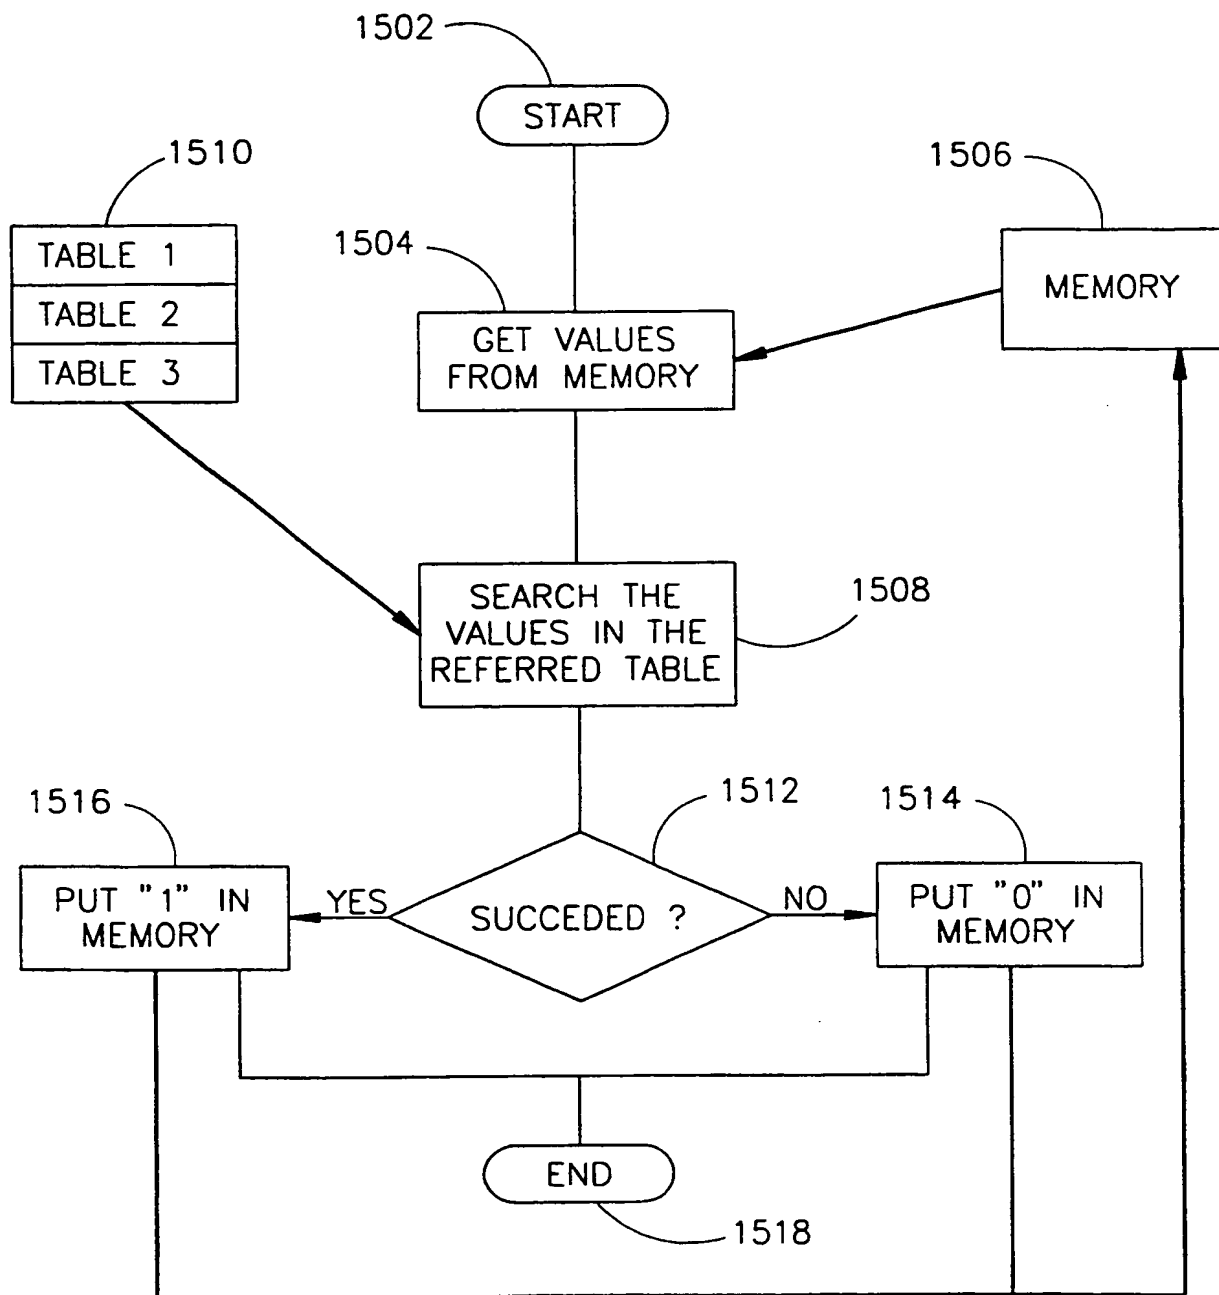 1502
START
1510
1506
TABLE 1
TABLE 2
TABLE 3
1504
MEMORY
GET VALUES
FROM MEMORY
SEARCH THE
VALUES IN THE
REFERRED TABLE
1508
1516
1512
1514
PUT "1" IN
MEMORY
YES
SUCCEDED ?
NO
PUT "0" IN
MEMORY
END
1518